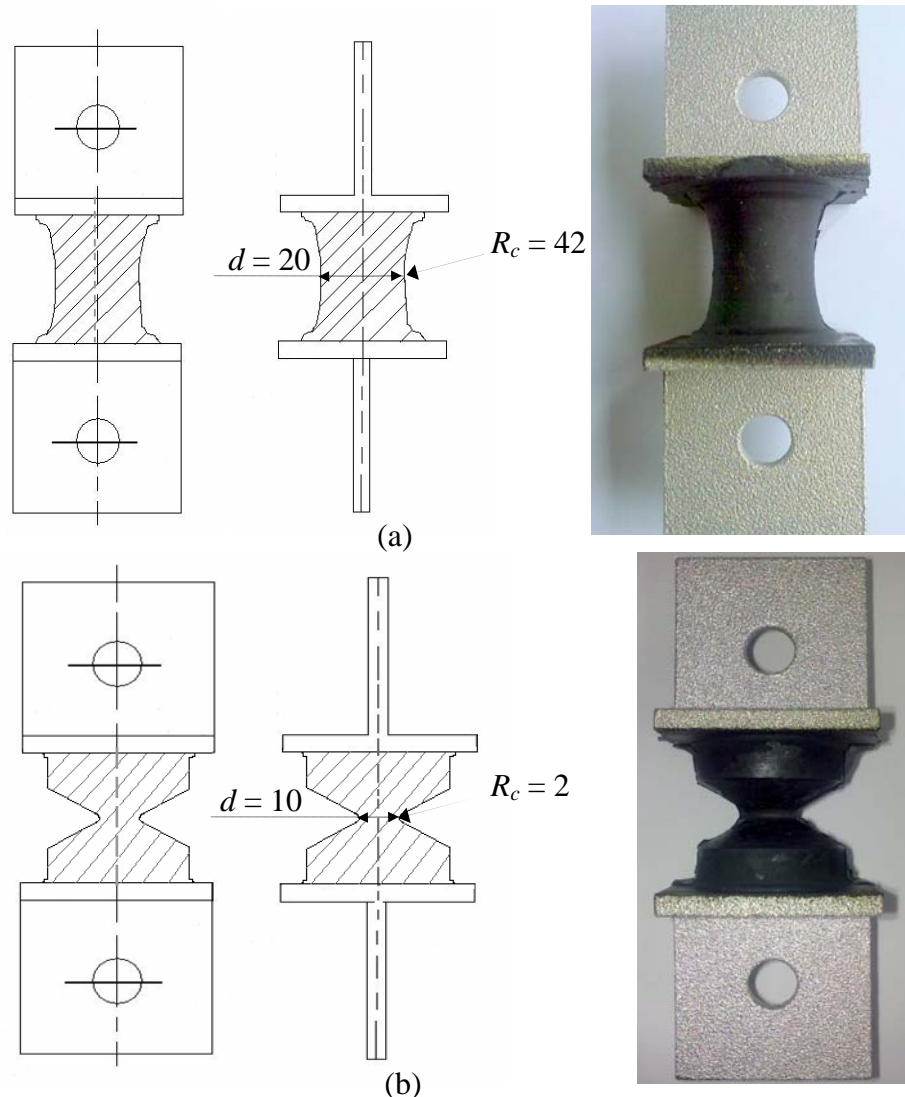 d = 20
R_c = 42
(a)
d = 10
R_c = 2
(b)